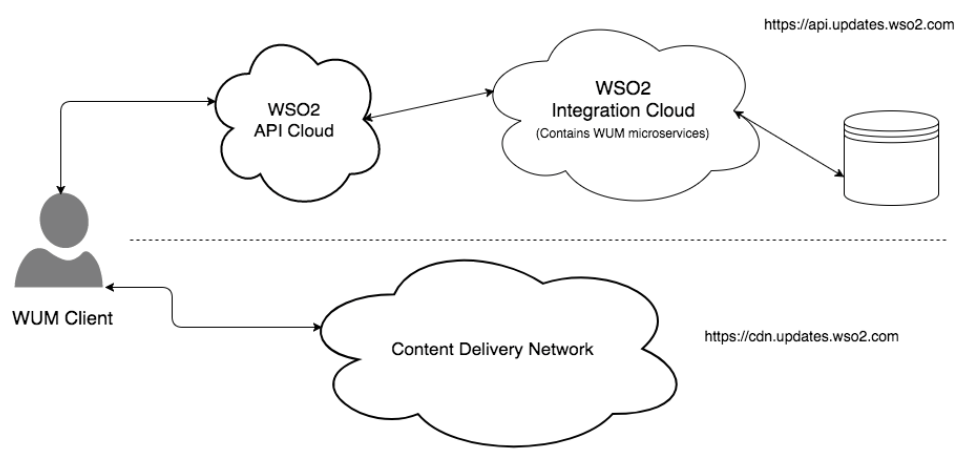 https://api.updates.wso2.com
WSO2
API Cloud
WSO2
Integration Cloud
(Contains WUM microservices)
WUM Client
Content Delivery Network
https://cdn.updates.wso2.com